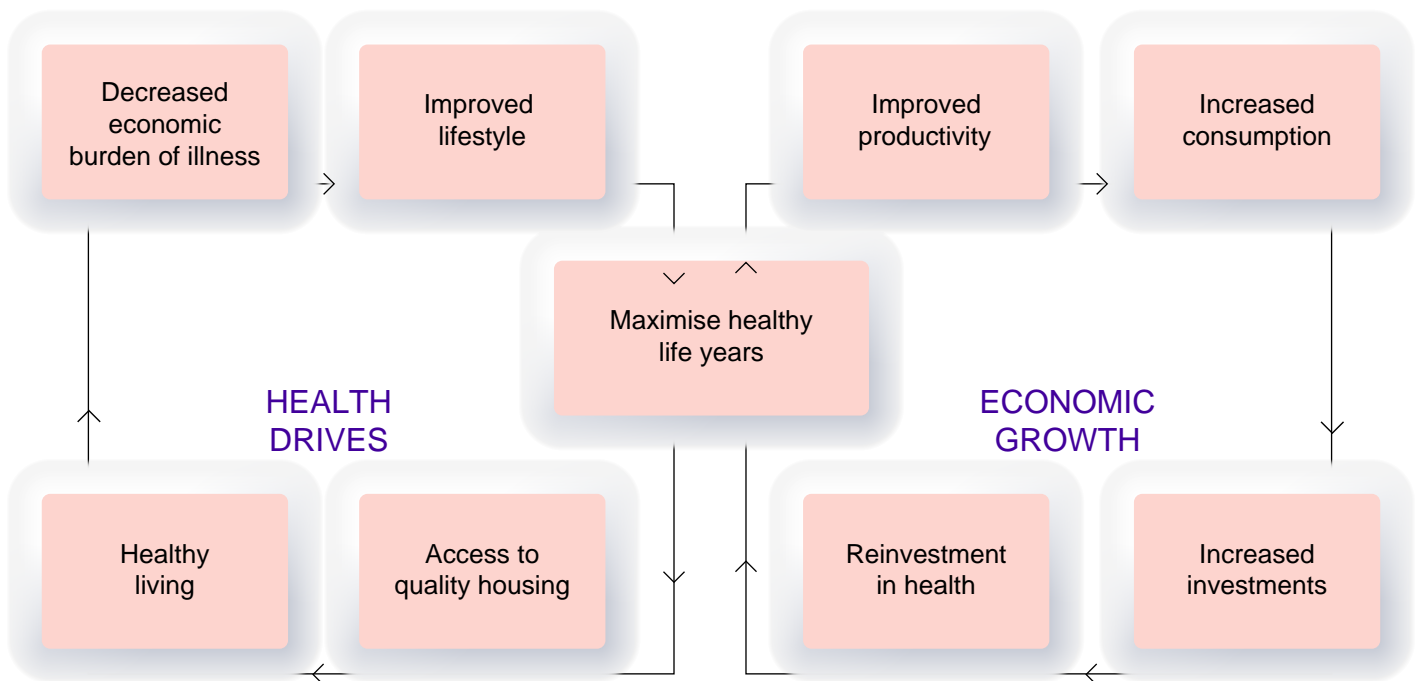 Decreased
economic
burden of illness
Improved
lifestyle
Improved
productivity
Increased
consumption
Maximise healthy
life years
HEALTH
DRIVES
ECONOMIC
GROWTH
Healthy
living
Access to
quality housing
Reinvestment
in health
Increased
investments